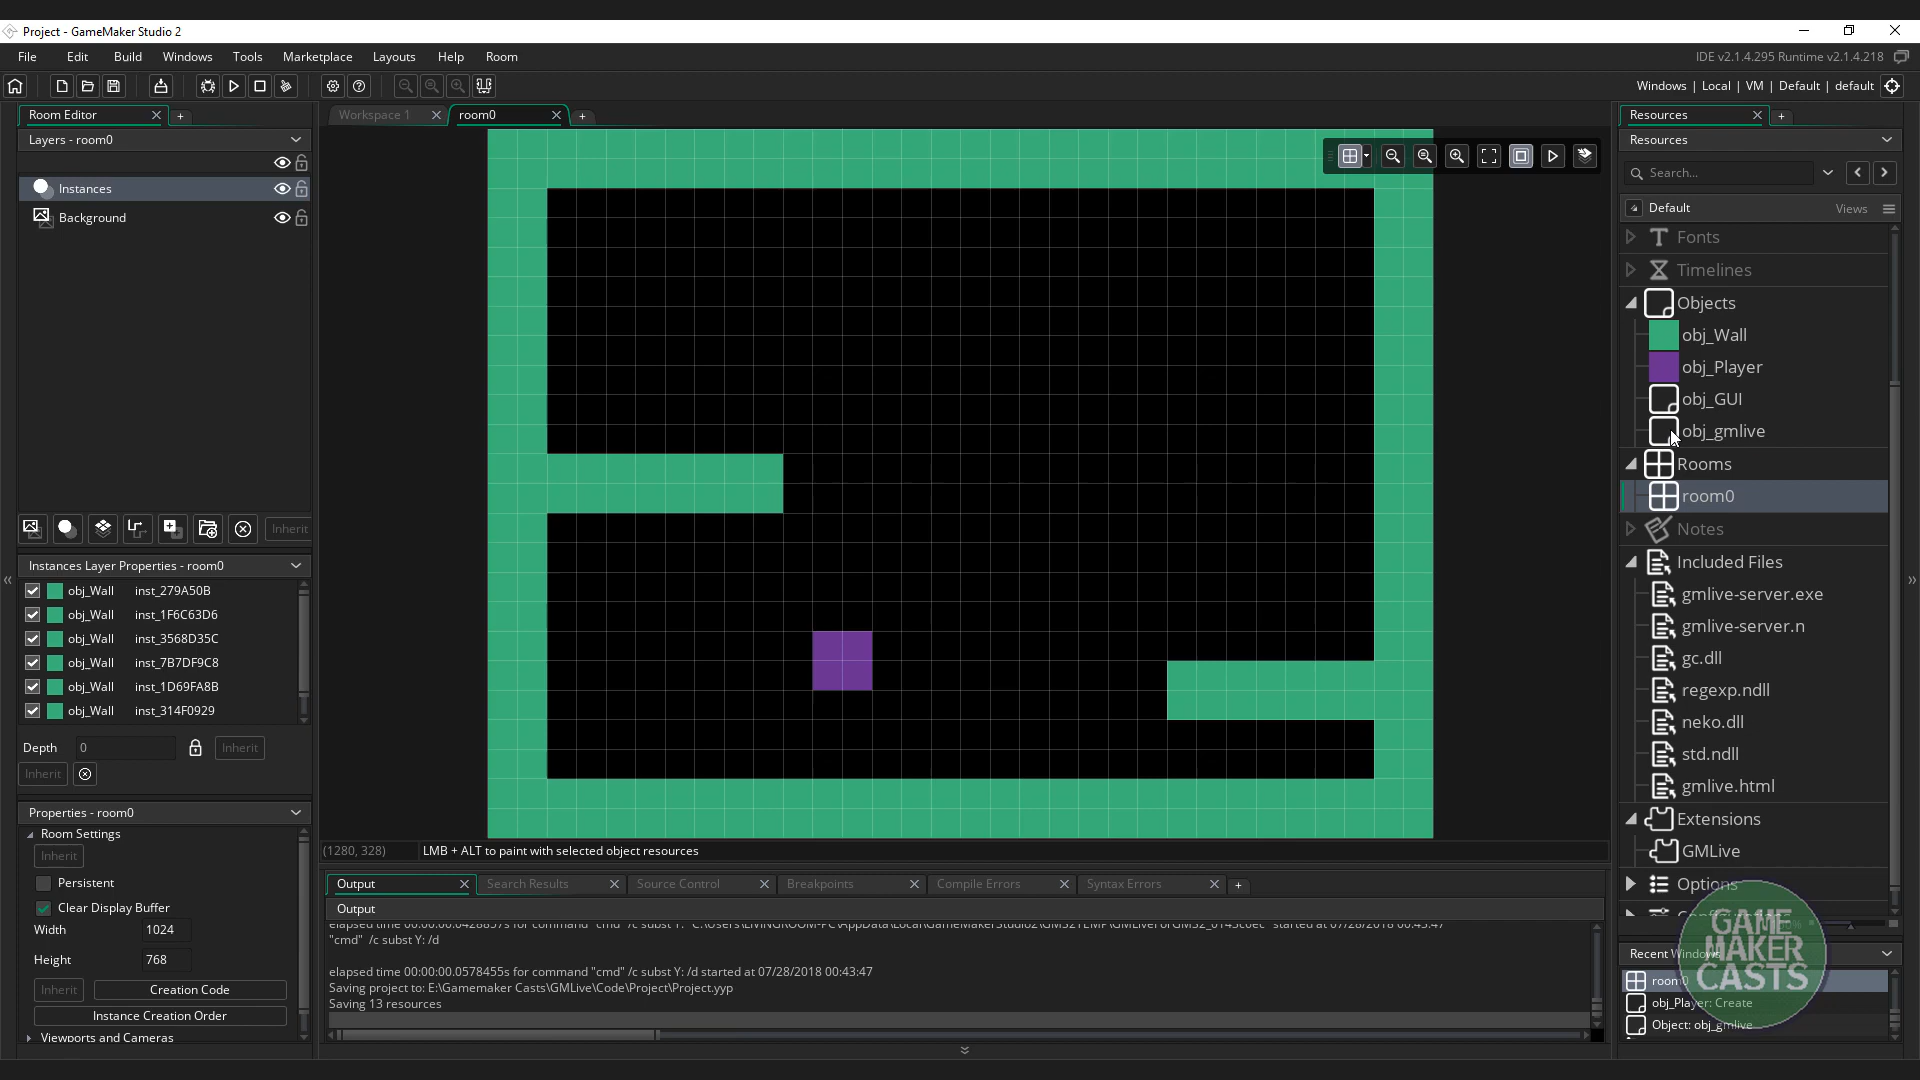 Project - GameMaker Studio 2
File Edit Build Windows Tools Marketplace Layouts Help Room
IDE v2.1.4.295 Runtime v2.1.4.218
Windows | Local | VM | Default | default
Room Editor
Layers - room0
Instances
Background
Inherit
Instances Layer Properties - room0
obj_Wall inst_279A50B
obj_Wall inst_1F6C63D6
obj_Wall inst_3568D35C
obj_Wall inst_7B7DF9C8
obj_Wall inst_1D69FA8B
obj_Wall inst_314F0929
Depth 0 Inherit
Inherit
Properties - room0
Room Settings
Inherit
Persistent
Clear Display Buffer
Width 1024
Height 768
Inherit Creation Code
Instance Creation Order
Viewports and Cameras
Workspace 1
room0
(1280, 328) LMB + ALT to paint with selected object resources
Output Search Results Source Control Breakpoints Compile Errors Syntax Errors
Output
"cmd" /c subst Y: /d
elapsed time 00:00:00.0578455s for command "cmd" /c subst Y: /d started at 07/28/2018 00:43:47
Saving project to: E:\Gamemaker Casts\GMLive\Code\Project\Project.yyp
Saving 13 resources
Resources
Resources
Search...
Default Views
Fonts
Timelines
Objects
obj_Wall
obj_Player
obj_GUI
obj_gmlive
Rooms
room0
Notes
Included Files
gmlive-server.exe
gmlive-server.n
gc.dll
regexp.ndll
neko.dll
std.ndll
gmlive.html
Extensions
GMLive
Options
Recent Windows
room0
obj_Player: Create
Object: obj_gmlive
GAME
MAKER
CASTS